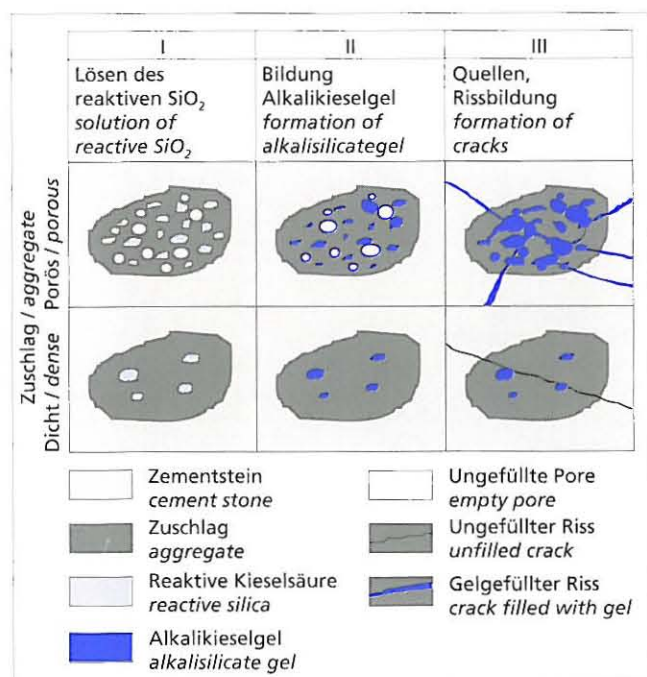 I
II
III
Lösen des
reaktiven SiO₂
solution of
reactive SiO₂
Bildung
Alkalikieselgel
formation of
alkalisilicategel
Quellen,
Rissbildung
formation of
cracks
Zuschlag / aggregate
Porös / porous
Dicht / dense
Zementstein
cement stone
Zuschlag
aggregate
Reaktive Kieselsäure
reactive silica
Alkalikieselgel
alkalisilicate gel
Ungefüllte Pore
empty pore
Ungefüllter Riss
unfilled crack
Gelgefüllter Riss
crack filled with gel